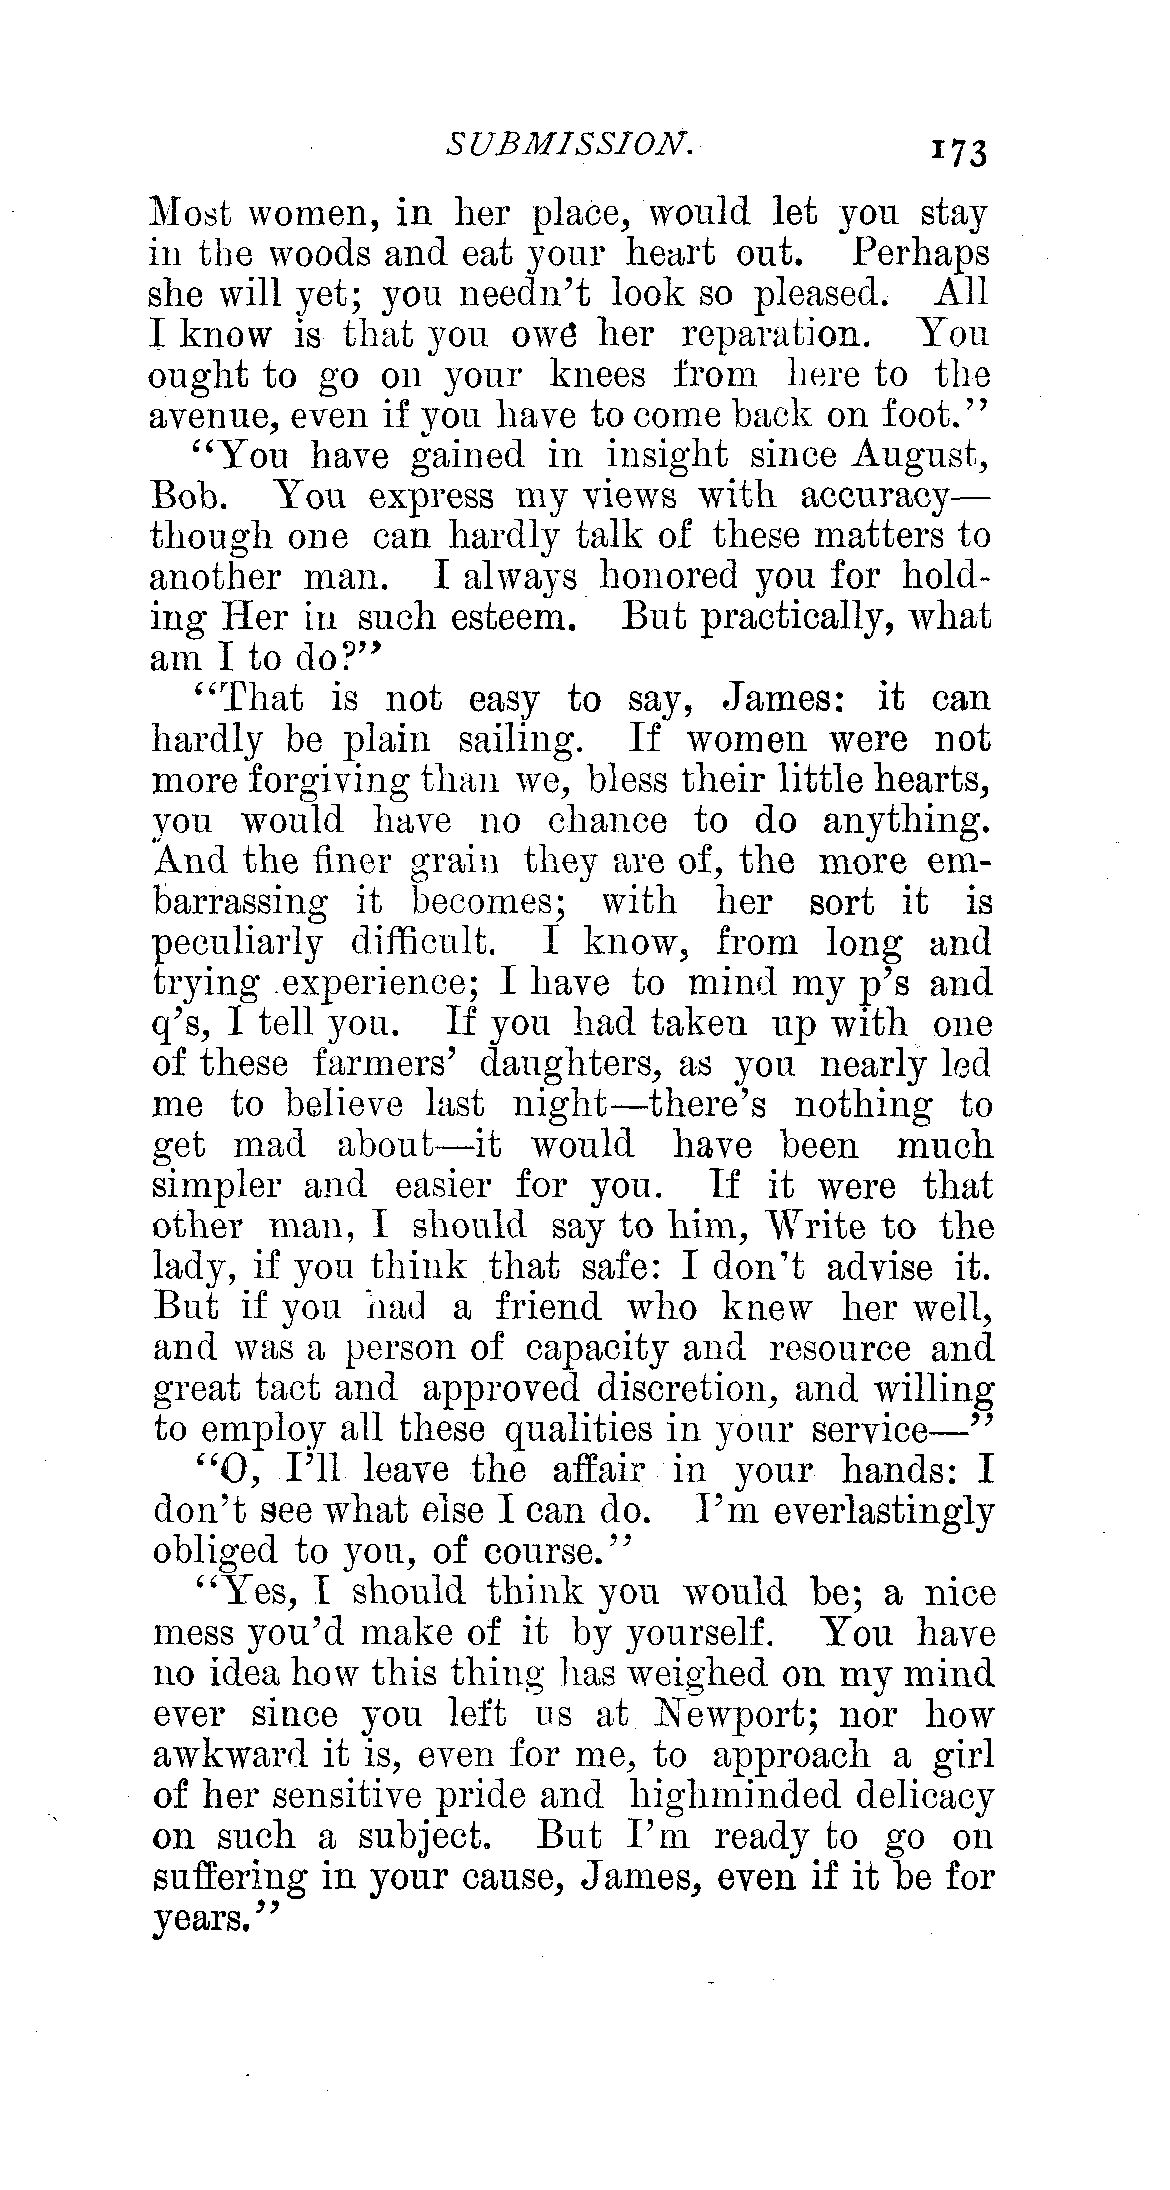 SUBMISSION. 173
Most women, in her place, would let you stay
in the woods and eat your heart out. Perhaps
she will yet; you needn't look so pleased. All
I know is that you owe her reparation. You
ought to go on your knees from here to the
avenue, even if you have to come back on foot."
"You have gained in insight since August,
Bob. You express my views with accuracy—
though one can hardly talk of these matters to
another man. I always honored you for hold-
ing Her in such esteem. But practically, what
am I to do?"
"That is not easy to say, James: it can
hardly be plain sailing. If women were not
more forgiving than we, bless their little hearts,
you would have no chance to do anything.
And the finer grain they are of, the more em-
barrassing it becomes; with her sort it is
peculiarly difficult. I know, from long and
trying experience; I have to mind my p's and
q's, I tell you. If you had taken up with one
of these farmers' daughters, as you nearly led
me to believe last night—there's nothing to
get mad about—it would have been much
simpler and easier for you. If it were that
other man, I should say to him, Write to the
lady, if you think that safe: I don't advise it.
But if you had a friend who knew her well,
and was a person of capacity and resource and
great tact and approved discretion, and willing
to employ all these qualities in your service—"
"O, I'll leave the affair in your hands: I
don't see what else I can do. I'm everlastingly
obliged to you, of course."
"Yes, I should think you would be; a nice
mess you'd make of it by yourself. You have
no idea how this thing has weighed on my mind
ever since you left us at Newport; nor how
awkward it is, even for me, to approach a girl
of her sensitive pride and highminded delicacy
on such a subject. But I'm ready to go on
suffering in your cause, James, even if it be for
years."